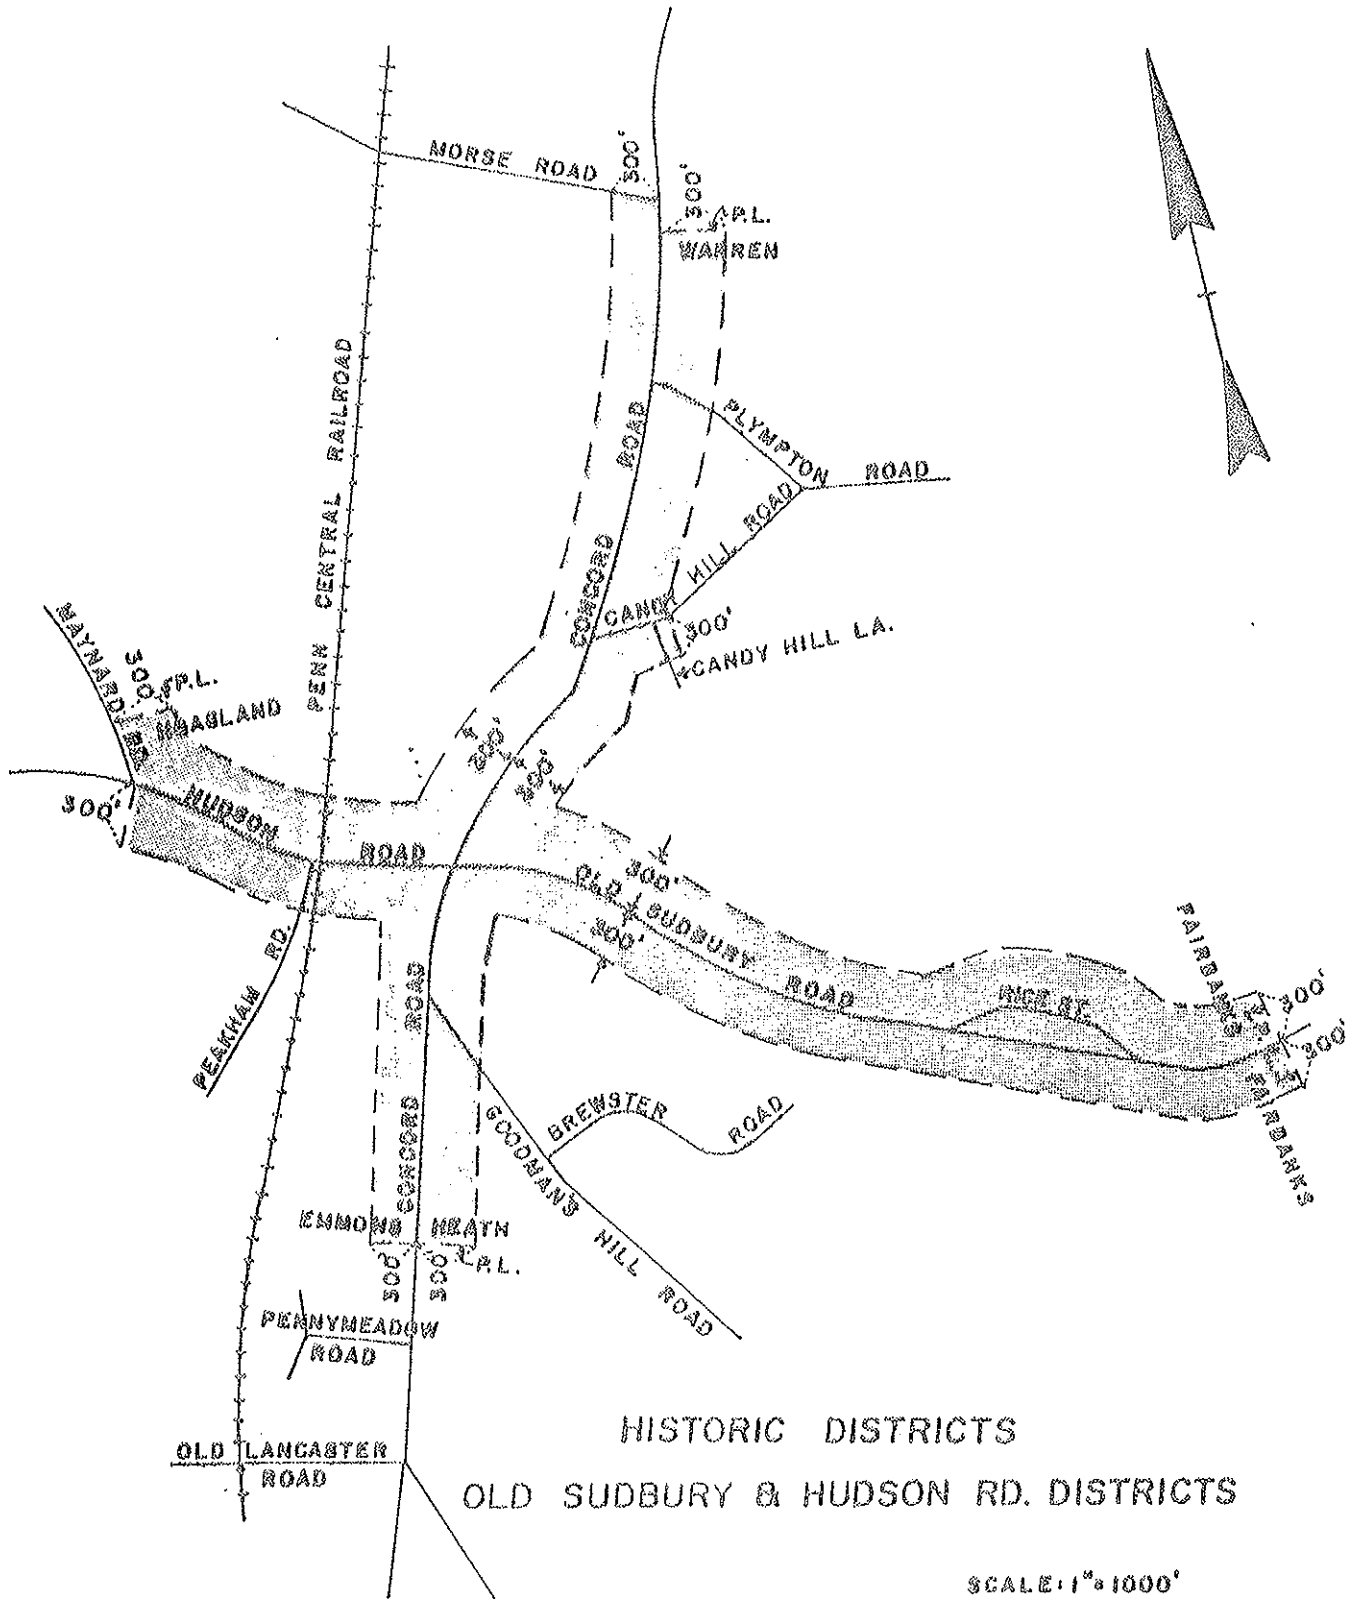 MORSE ROAD
300'
300'
P.L.
WARREN
PENN CENTRAL RAILROAD
CONCORD ROAD
PLYMPTON ROAD
CANDY HILL ROAD
300'
CANDY HILL LA.
MAYNARD RD.
300'
P.L.
HOAGLAND
300'
HUDSON ROAD
300'
OLD SUDBURY ROAD
300'
RICE ST.
FAIRBANKS
300'
P.L.
300'
FAIRBANKS
PEAKHAM RD.
CONCORD ROAD
GOODMAN'S HILL ROAD
BREWSTER ROAD
EMMONS
HEATH
300'
300'
P.L.
PENNYMEADOW
ROAD
OLD LANCASTER
ROAD
HISTORIC DISTRICTS
OLD SUDBURY & HUDSON RD. DISTRICTS
SCALE: 1"=1000'